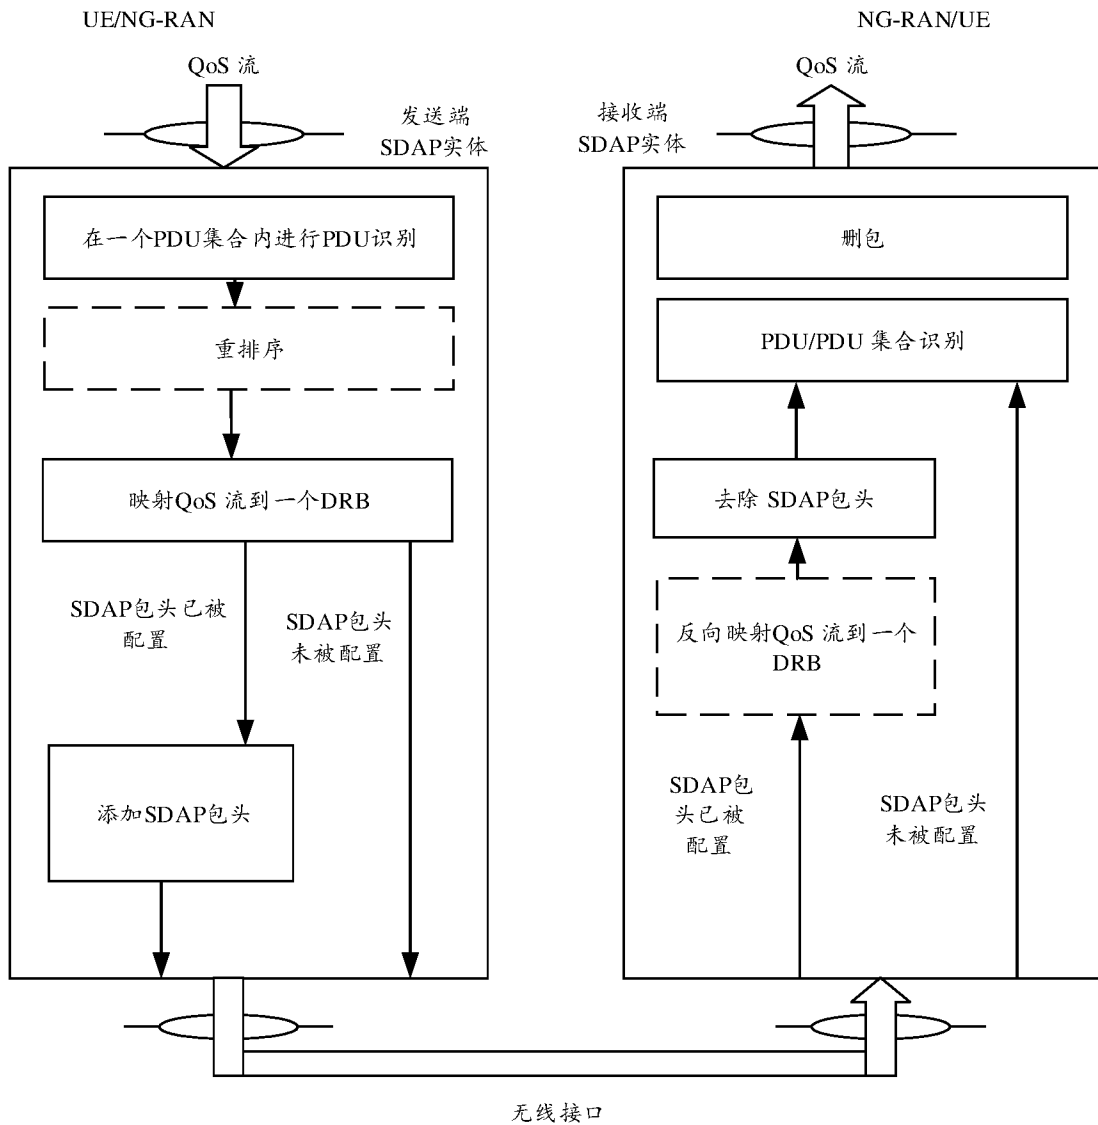 UE/NG-RAN
QoS 流
发送端
SDAP实体
在一个PDU集合内进行PDU识别
重排序
映射QoS 流到一个DRB
SDAP包头已被
配置
SDAP包头
未被配置
添加SDAP包头
NG-RAN/UE
QoS 流
接收端
SDAP实体
删包
PDU/PDU 集合识别
去除 SDAP包头
反向映射QoS 流到一个
DRB
SDAP包
头已被
配置
SDAP包头
未被配置
无线接口